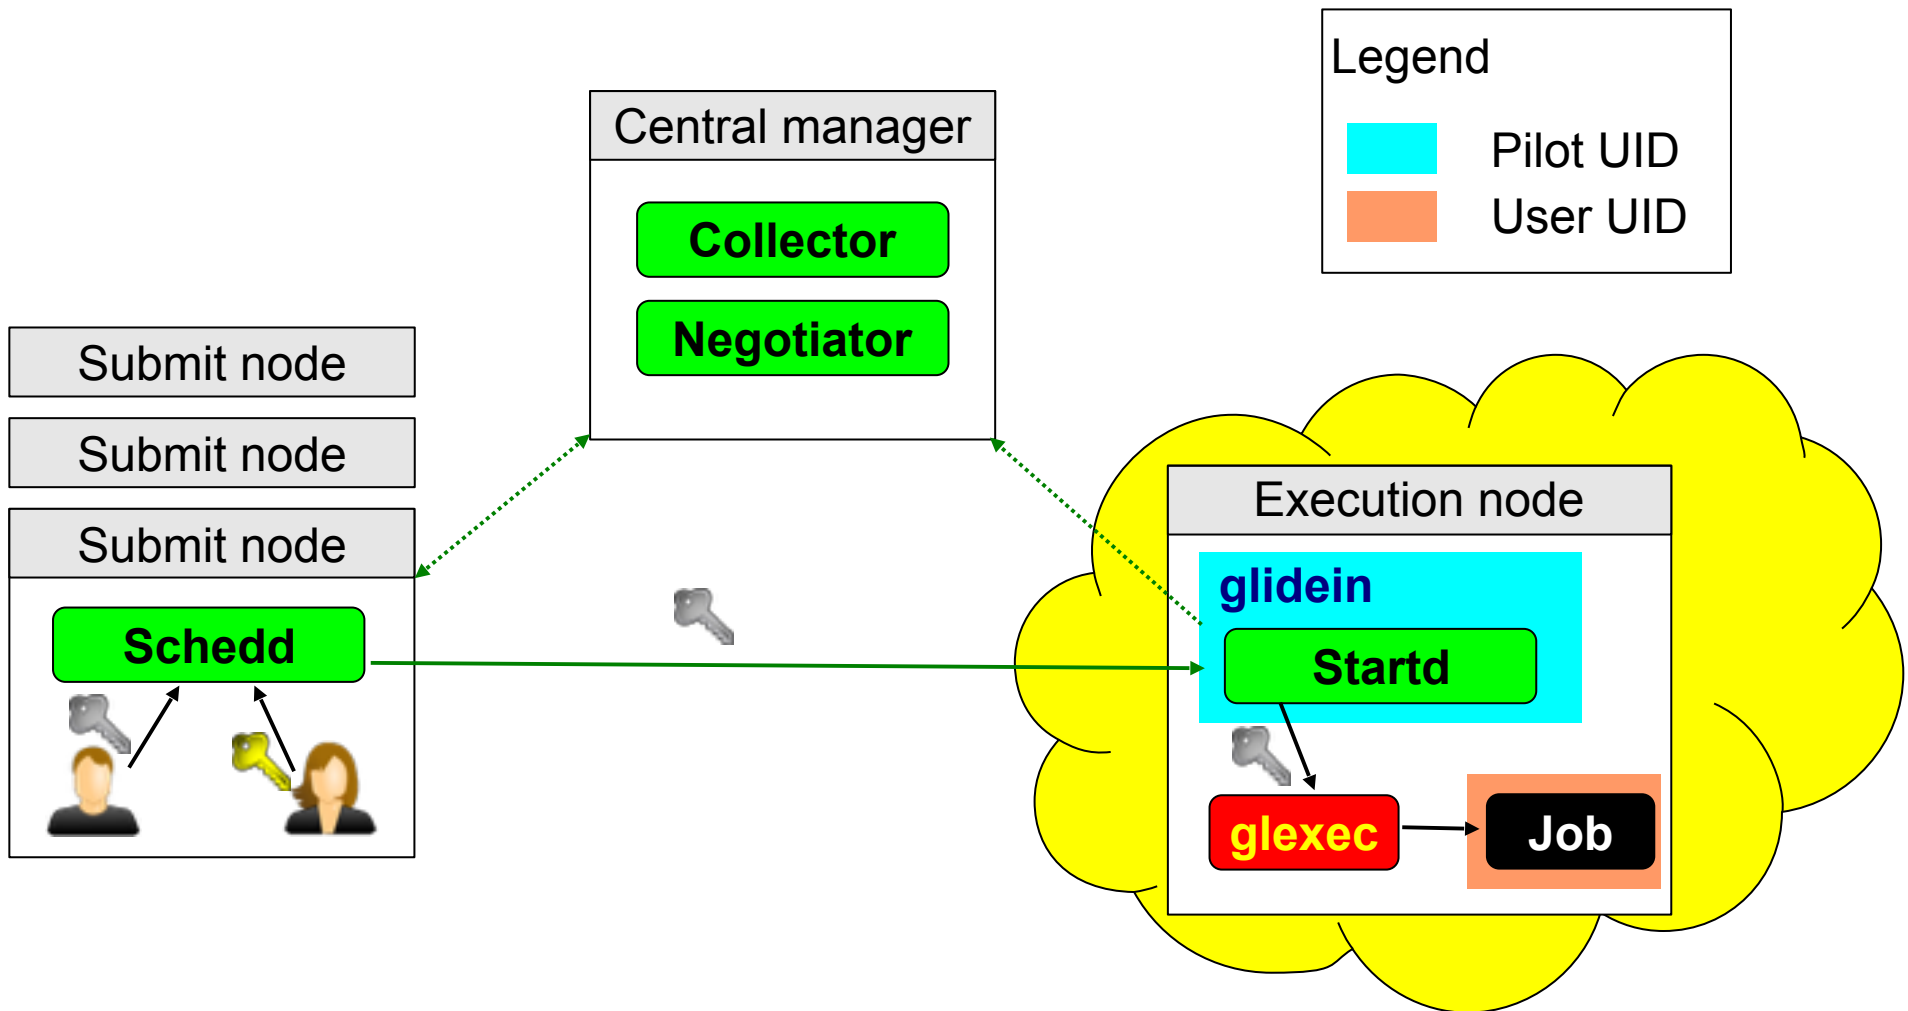 Legend
Pilot UID
User UID
Central manager
Collector
Negotiator
Submit node
Submit node
Submit node
Schedd
Execution node
glidein
Startd
glexec
Job